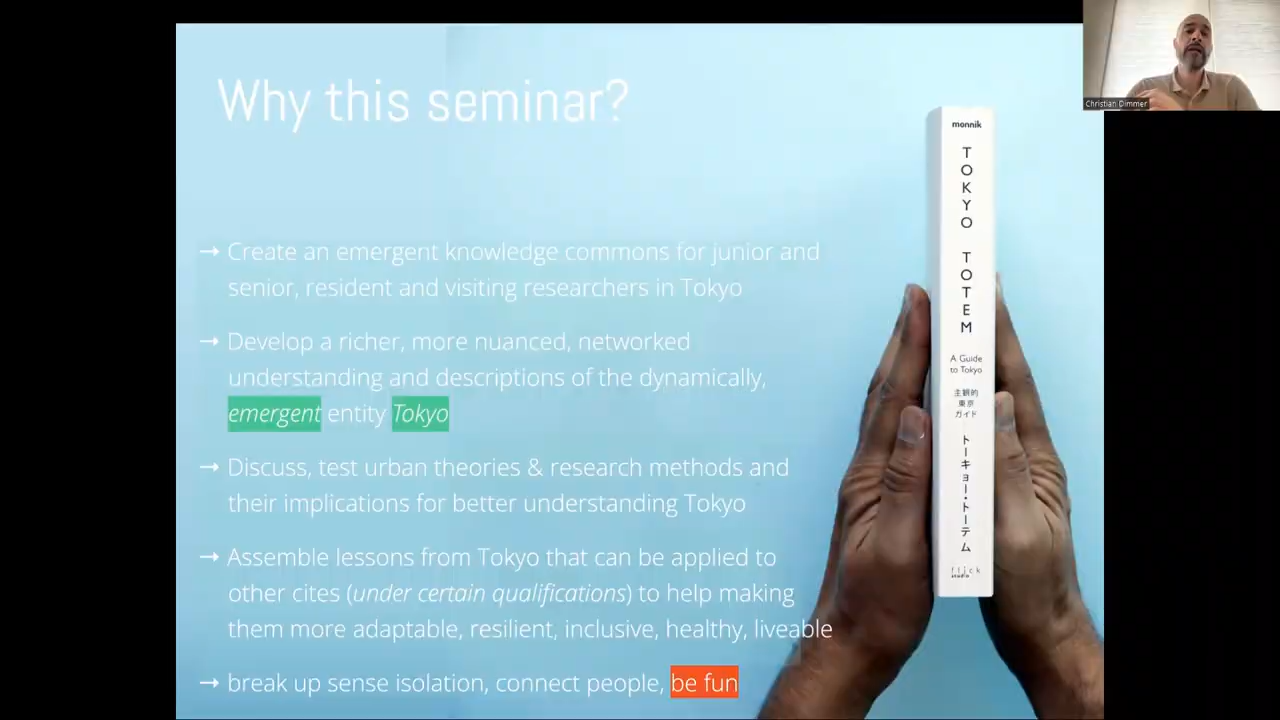 Why this seminar?
→ Create an emergent knowledge commons for junior and
senior, resident and visiting researchers in Tokyo
→ Develop a richer, more nuanced, networked
understanding and descriptions of the dynamically,
emergent entity Tokyo
→ Discuss, test urban theories & research methods and
their implications for better understanding Tokyo
→ Assemble lessons from Tokyo that can be applied to
other cites (under certain qualifications) to help making
them more adaptable, resilient, inclusive, healthy, liveable
→ break up sense isolation, connect people, be fun
monnik
TOKYO TOTEM
A Guide
to Tokyo
主観的
東京
ガイド
トーキョー・トーテム
flick
studio
Christian Dimmer